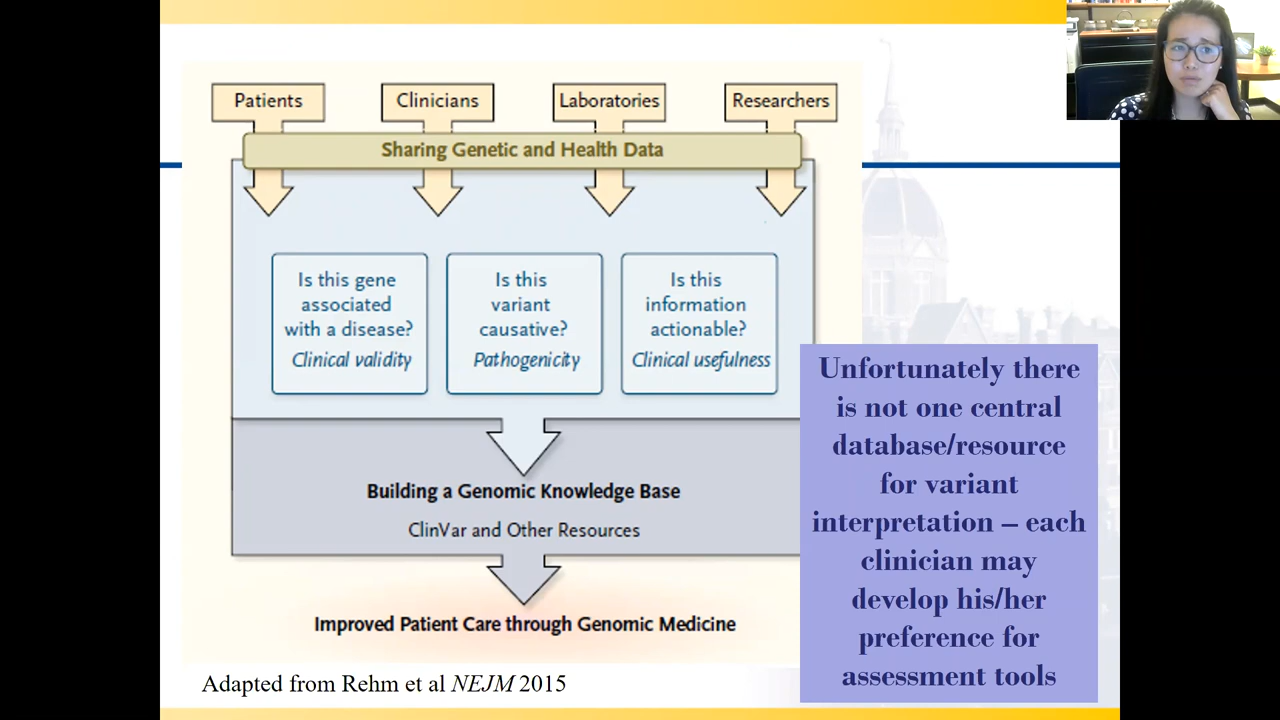 Patients
Clinicians
Laboratories
Researchers
Sharing Genetic and Health Data
Is this gene
associated
with a disease?
Clinical validity
Is this
variant
causative?
Pathogenicity
Is this
information
actionable?
Clinical usefulness
Building a Genomic Knowledge Base
ClinVar and Other Resources
Improved Patient Care through Genomic Medicine
Unfortunately there
is not one central
database/resource
for variant
interpretation – each
clinician may
develop his/her
preference for
assessment tools
Adapted from Rehm et al NEJM 2015